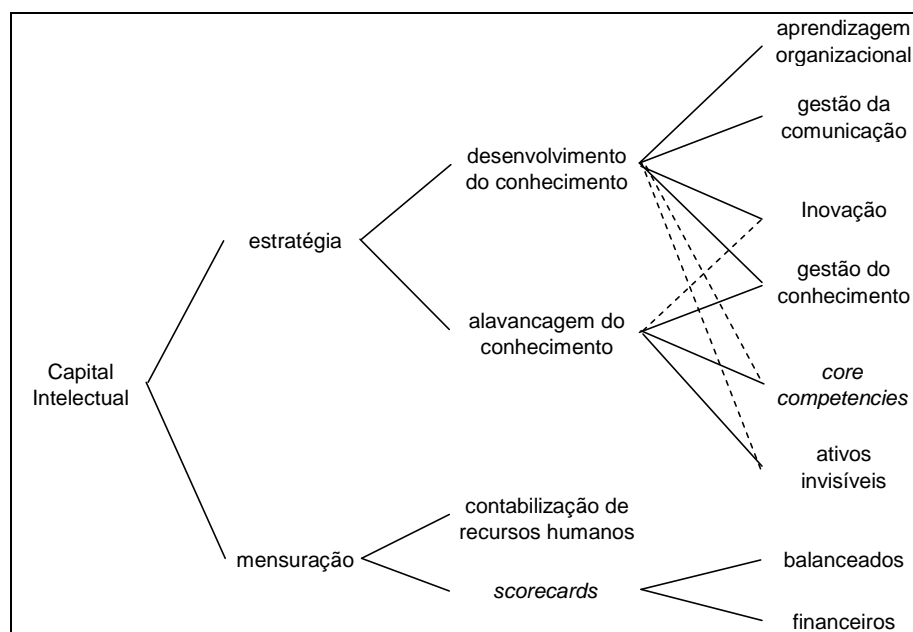 Capital
Intelectual
estratégia
mensuração
desenvolvimento
do conhecimento
alavancagem do
conhecimento
contabilização de
recursos humanos
scorecards
aprendizagem
organizacional
gestão da
comunicação
Inovação
gestão do
conhecimento
core
competencies
ativos
invisíveis
balanceados
financeiros